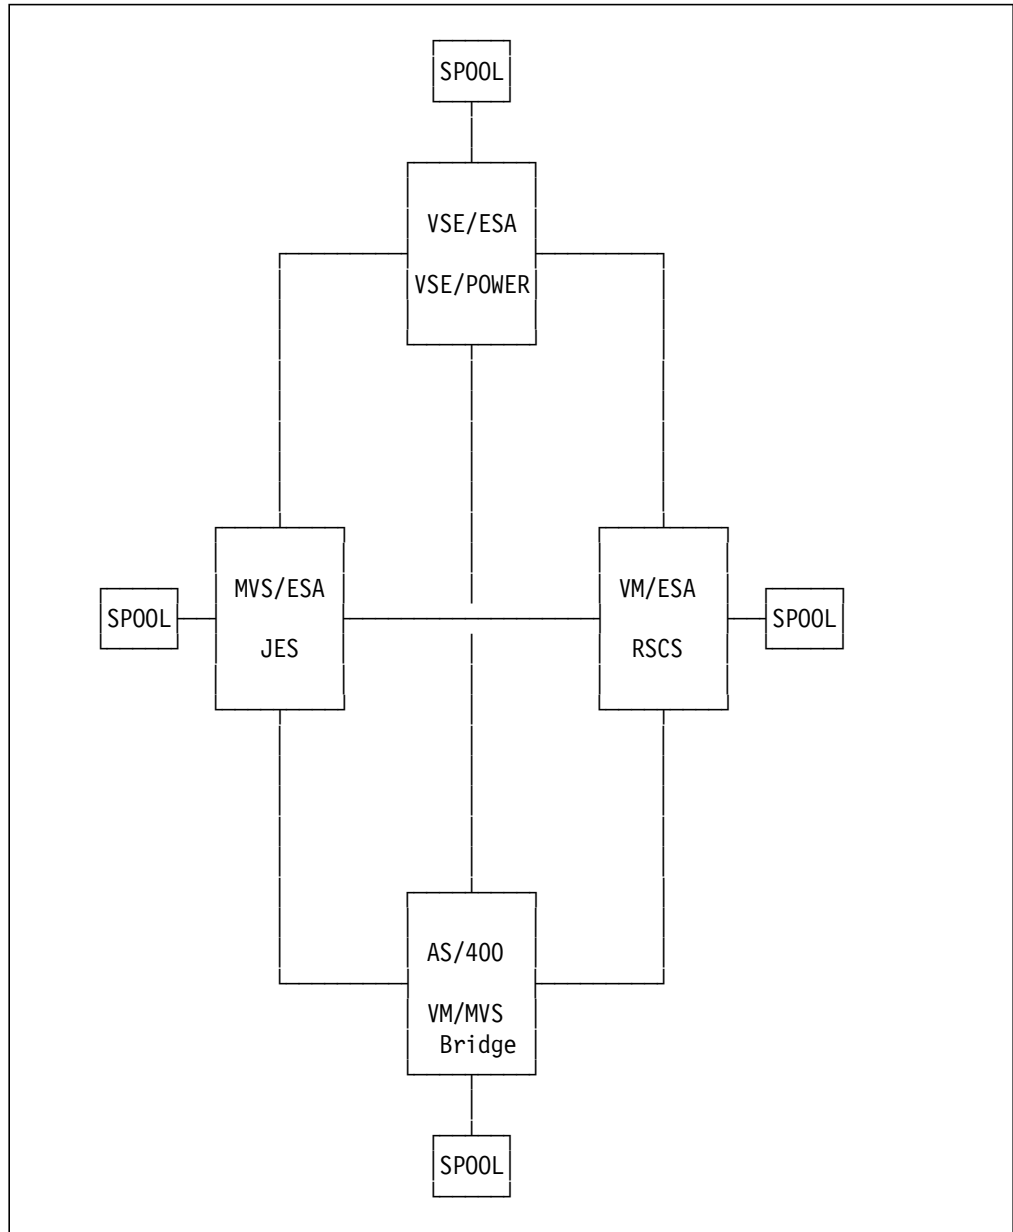 SPOOL
VSE/ESA
VSE/POWER
MVS/ESA
JES
SPOOL
VM/ESA
RSCS
SPOOL
AS/400
VM/MVS
Bridge
SPOOL